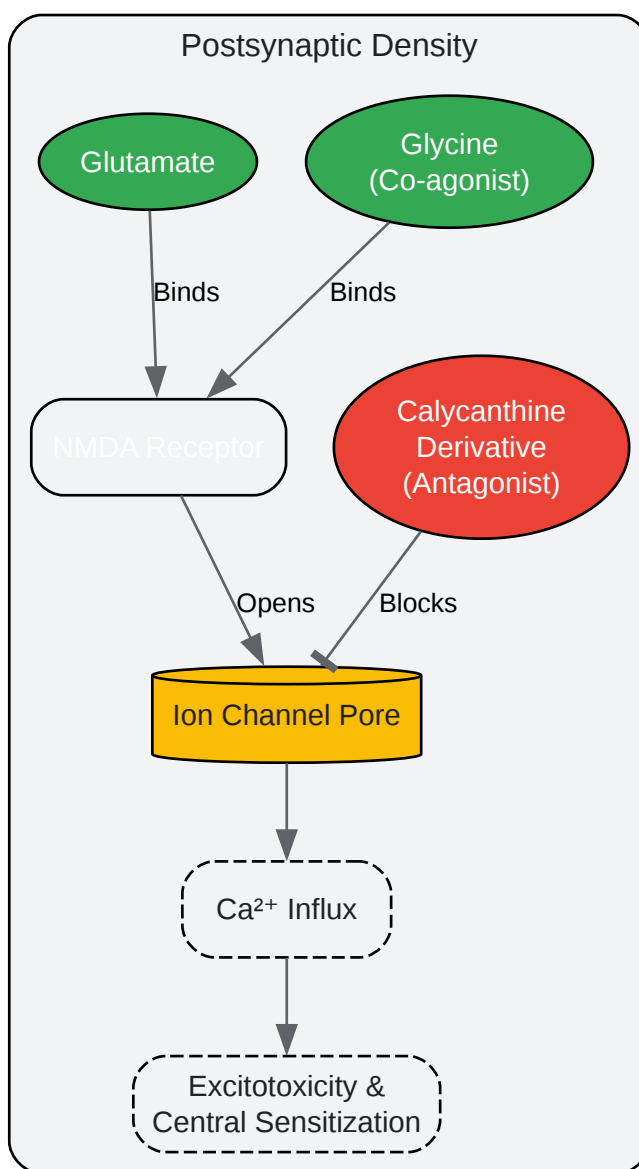 Postsynaptic Density
Glutamate
Glycine
(Co-agonist)
Binds
Binds
NMDA Receptor
Calycanthine
Derivative
(Antagonist)
Opens
Blocks
Ion Channel Pore
Ca²⁺ Influx
Excitotoxicity &
Central Sensitization